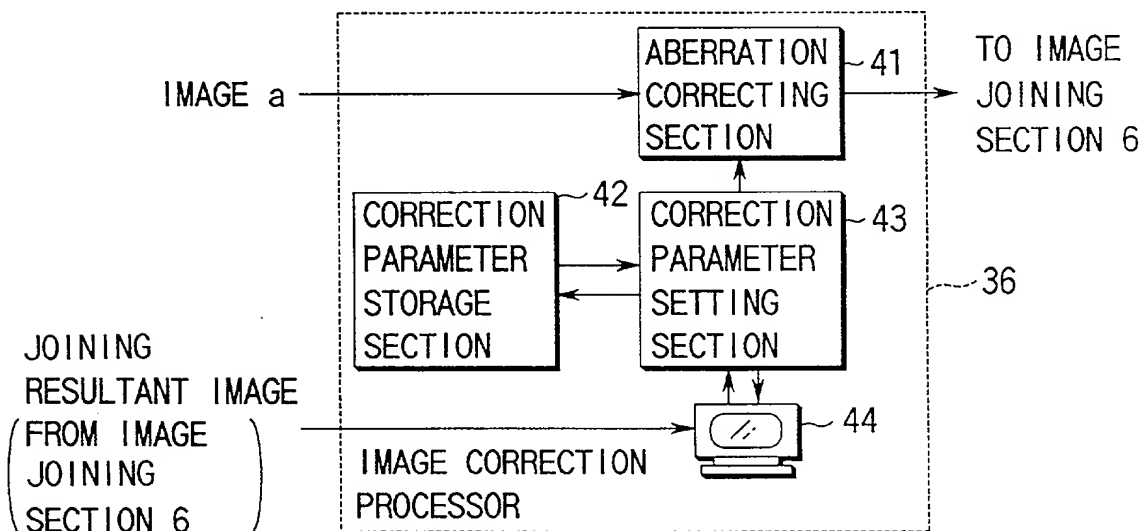 IMAGE a
ABERRATION
CORRECTING
SECTION
41
TO IMAGE
JOINING
SECTION 6
CORRECTION
PARAMETER
STORAGE
SECTION
42
CORRECTION
PARAMETER
SETTING
SECTION
43
36
JOINING
RESULTANT IMAGE
(FROM IMAGE
JOINING
SECTION 6)
44
IMAGE CORRECTION
PROCESSOR